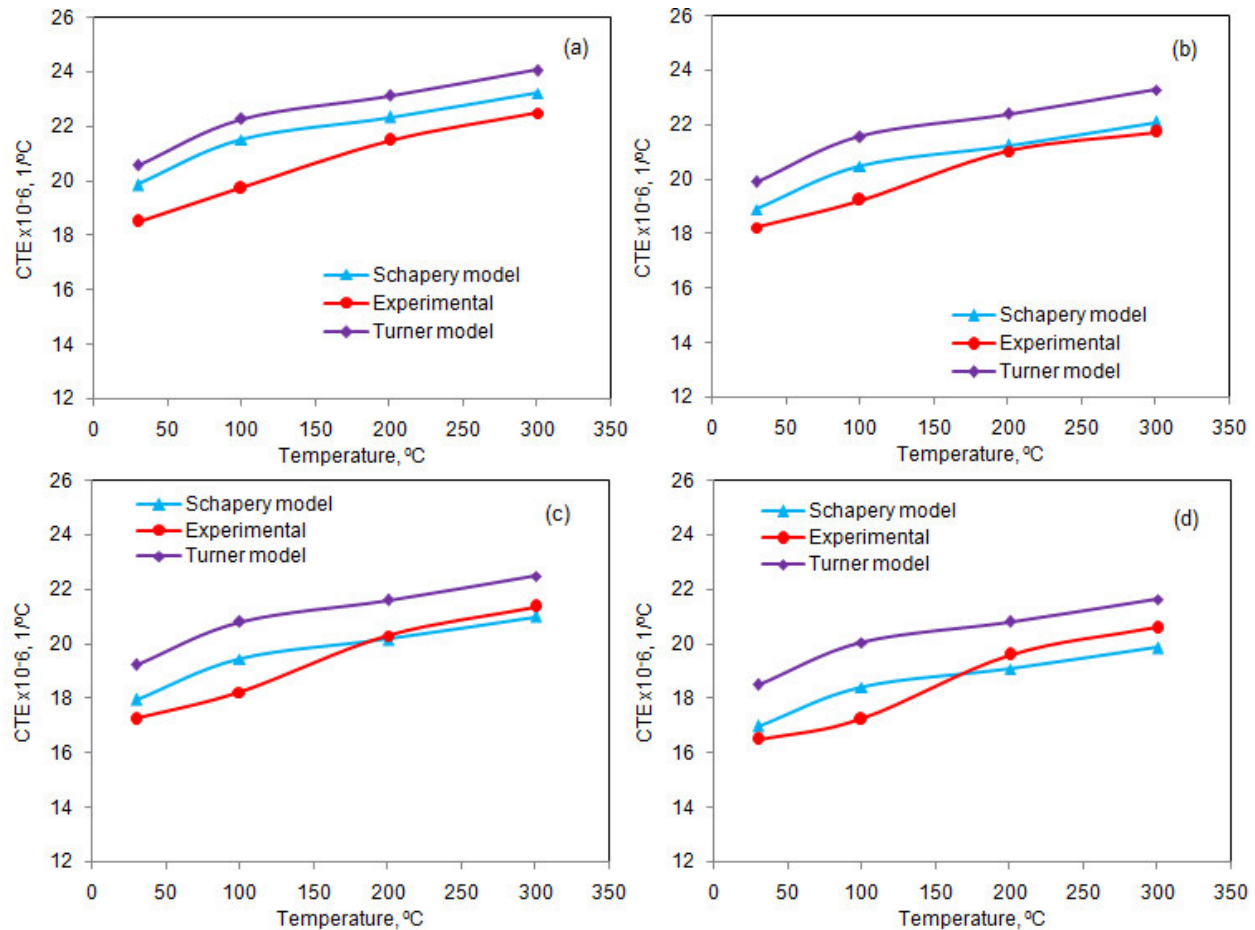 26
24
22
20
18
16
14
12
CTE x10-6, 1/ºC
(a)
Schapery model
Experimental
Turner model
0 50 100 150 200 250 300 350
Temperature, ºC
26
24
22
20
18
16
14
12
CTE x10-6, 1/ºC
(b)
Schapery model
Experimental
Turner model
0 50 100 150 200 250 300 350
Temperature, ºC
26
24
22
20
18
16
14
12
CTE x10-6, 1/ºC
Schapery model
Experimental
Turner model
(c)
0 50 100 150 200 250 300 350
Temperature, ºC
26
24
22
20
18
16
14
12
CTE x10-6, 1/ºC
Schapery model
Experimental
Turner model
(d)
0 50 100 150 200 250 300 350
Temperature, ºC